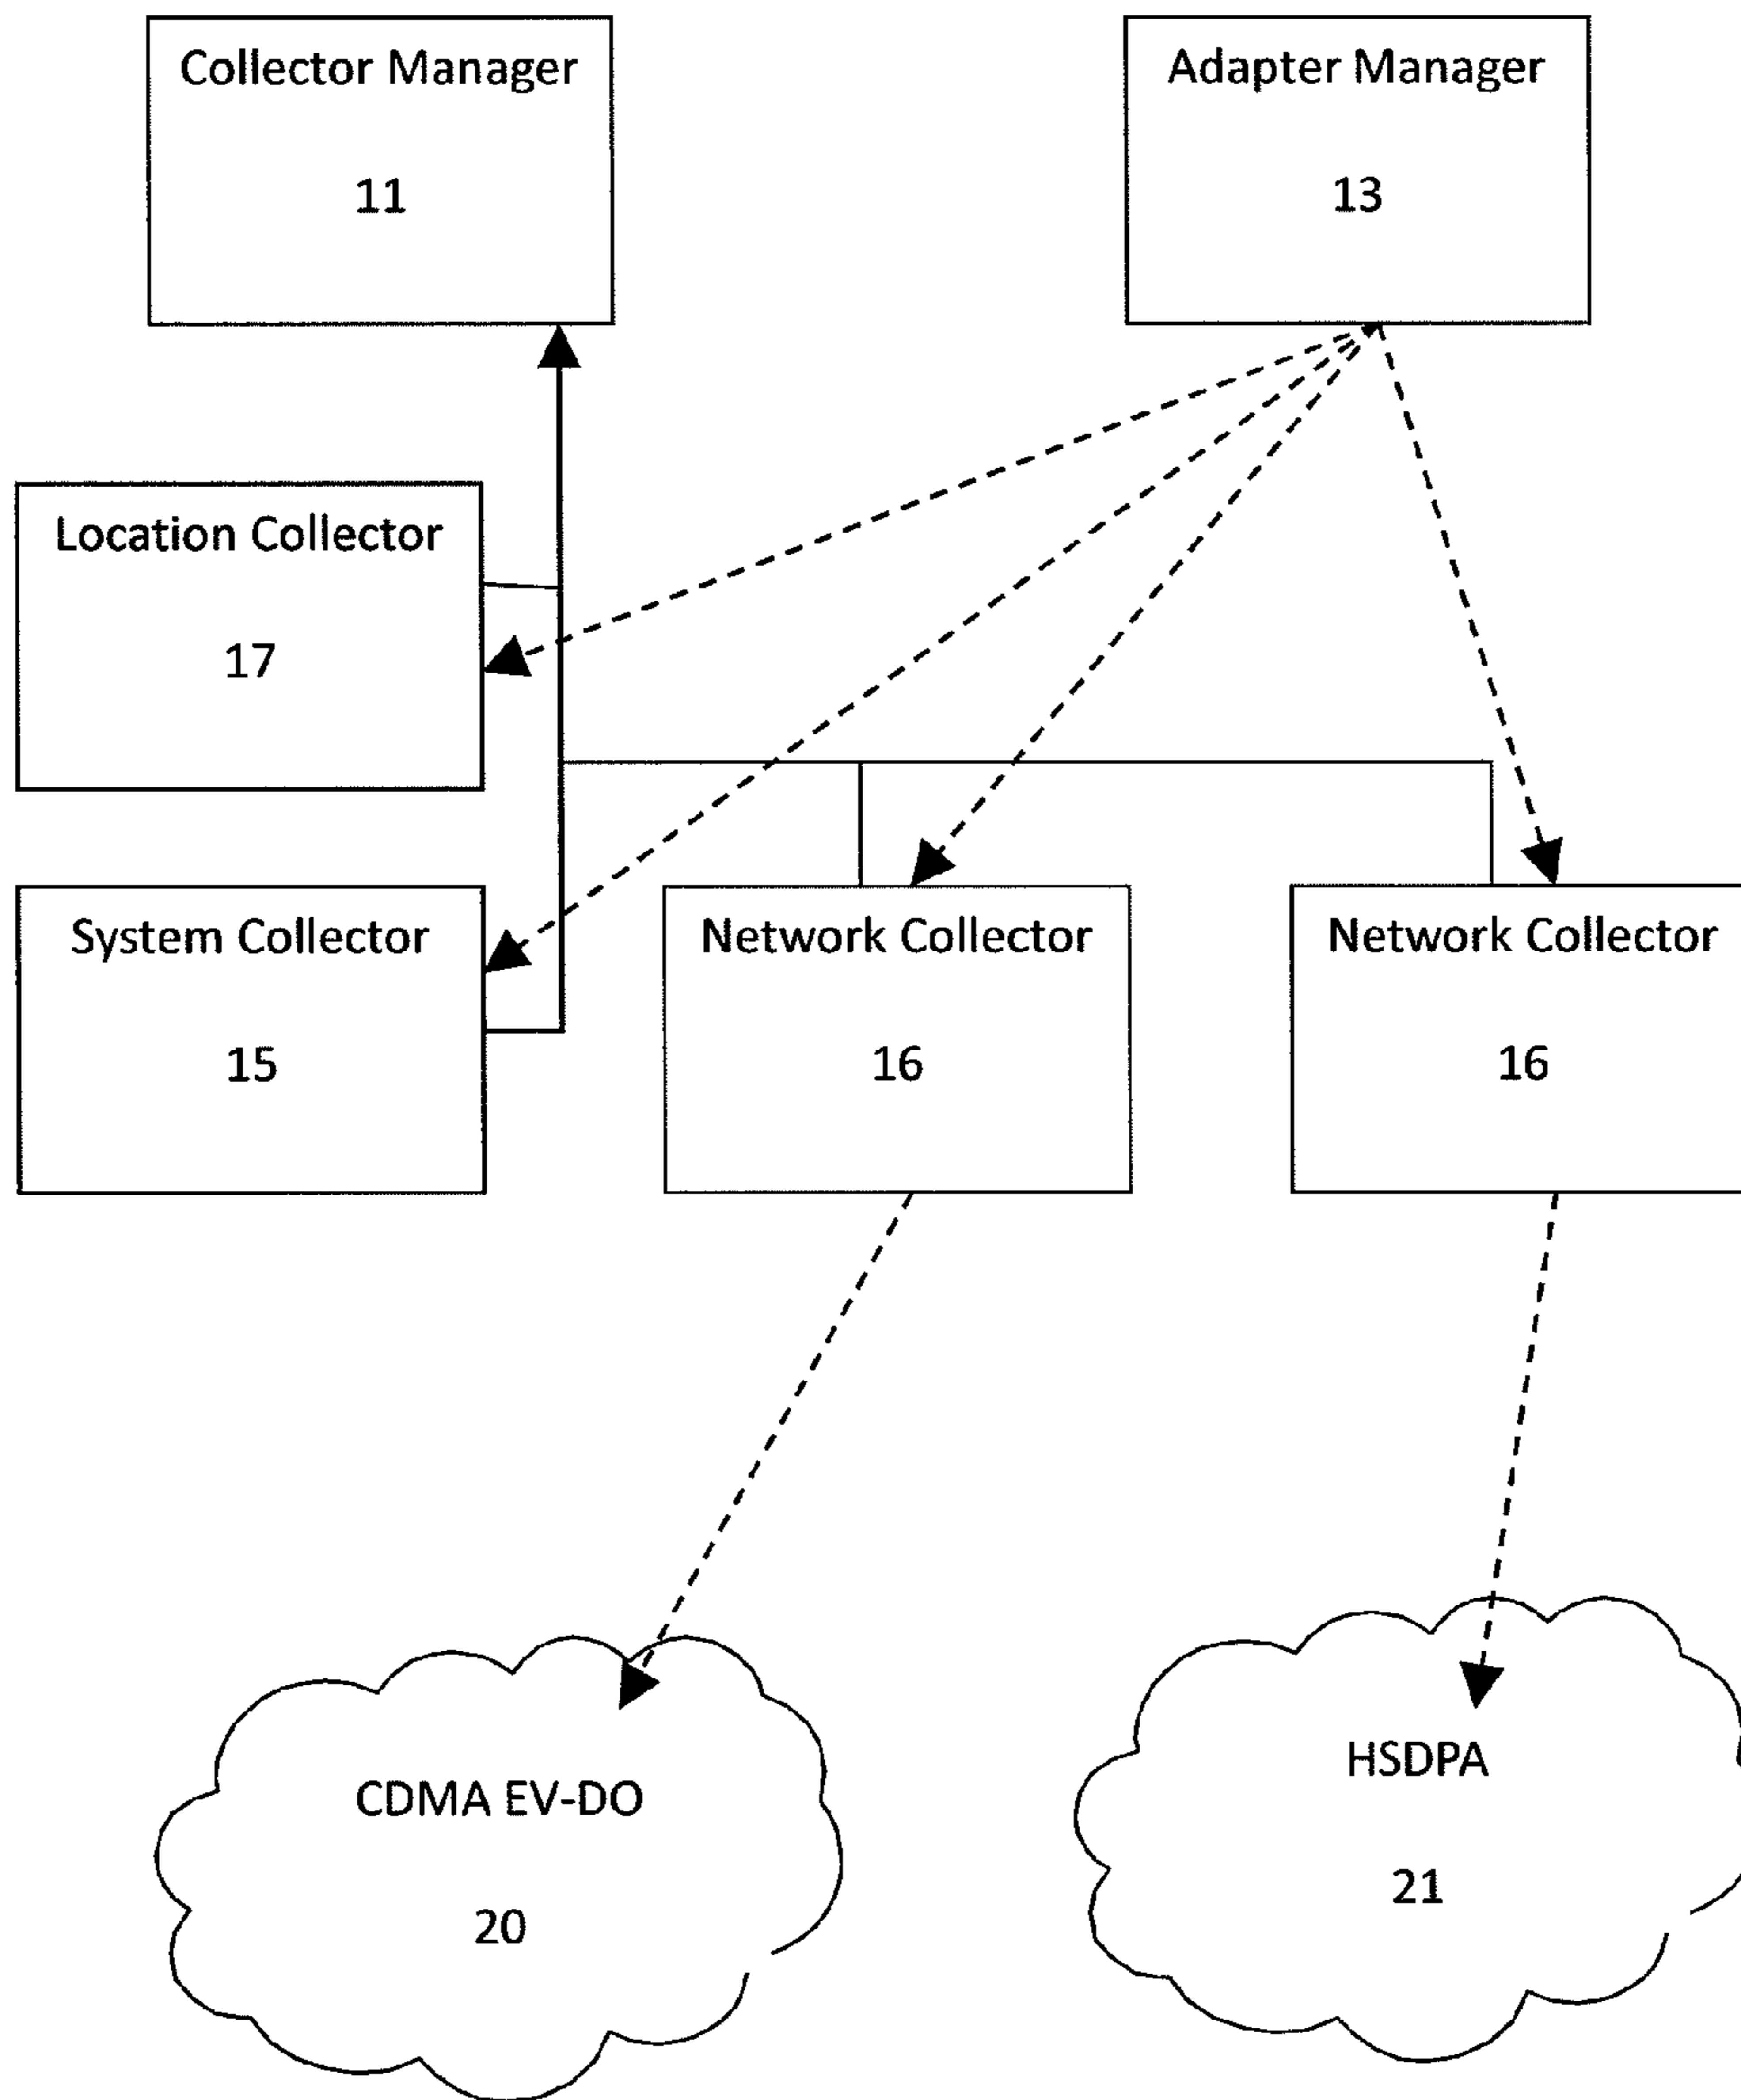 Collector Manager
11
Adapter Manager
13
Location Collector
17
System Collector
15
Network Collector
16
Network Collector
16
CDMA EV-DO
20
HSDPA
21